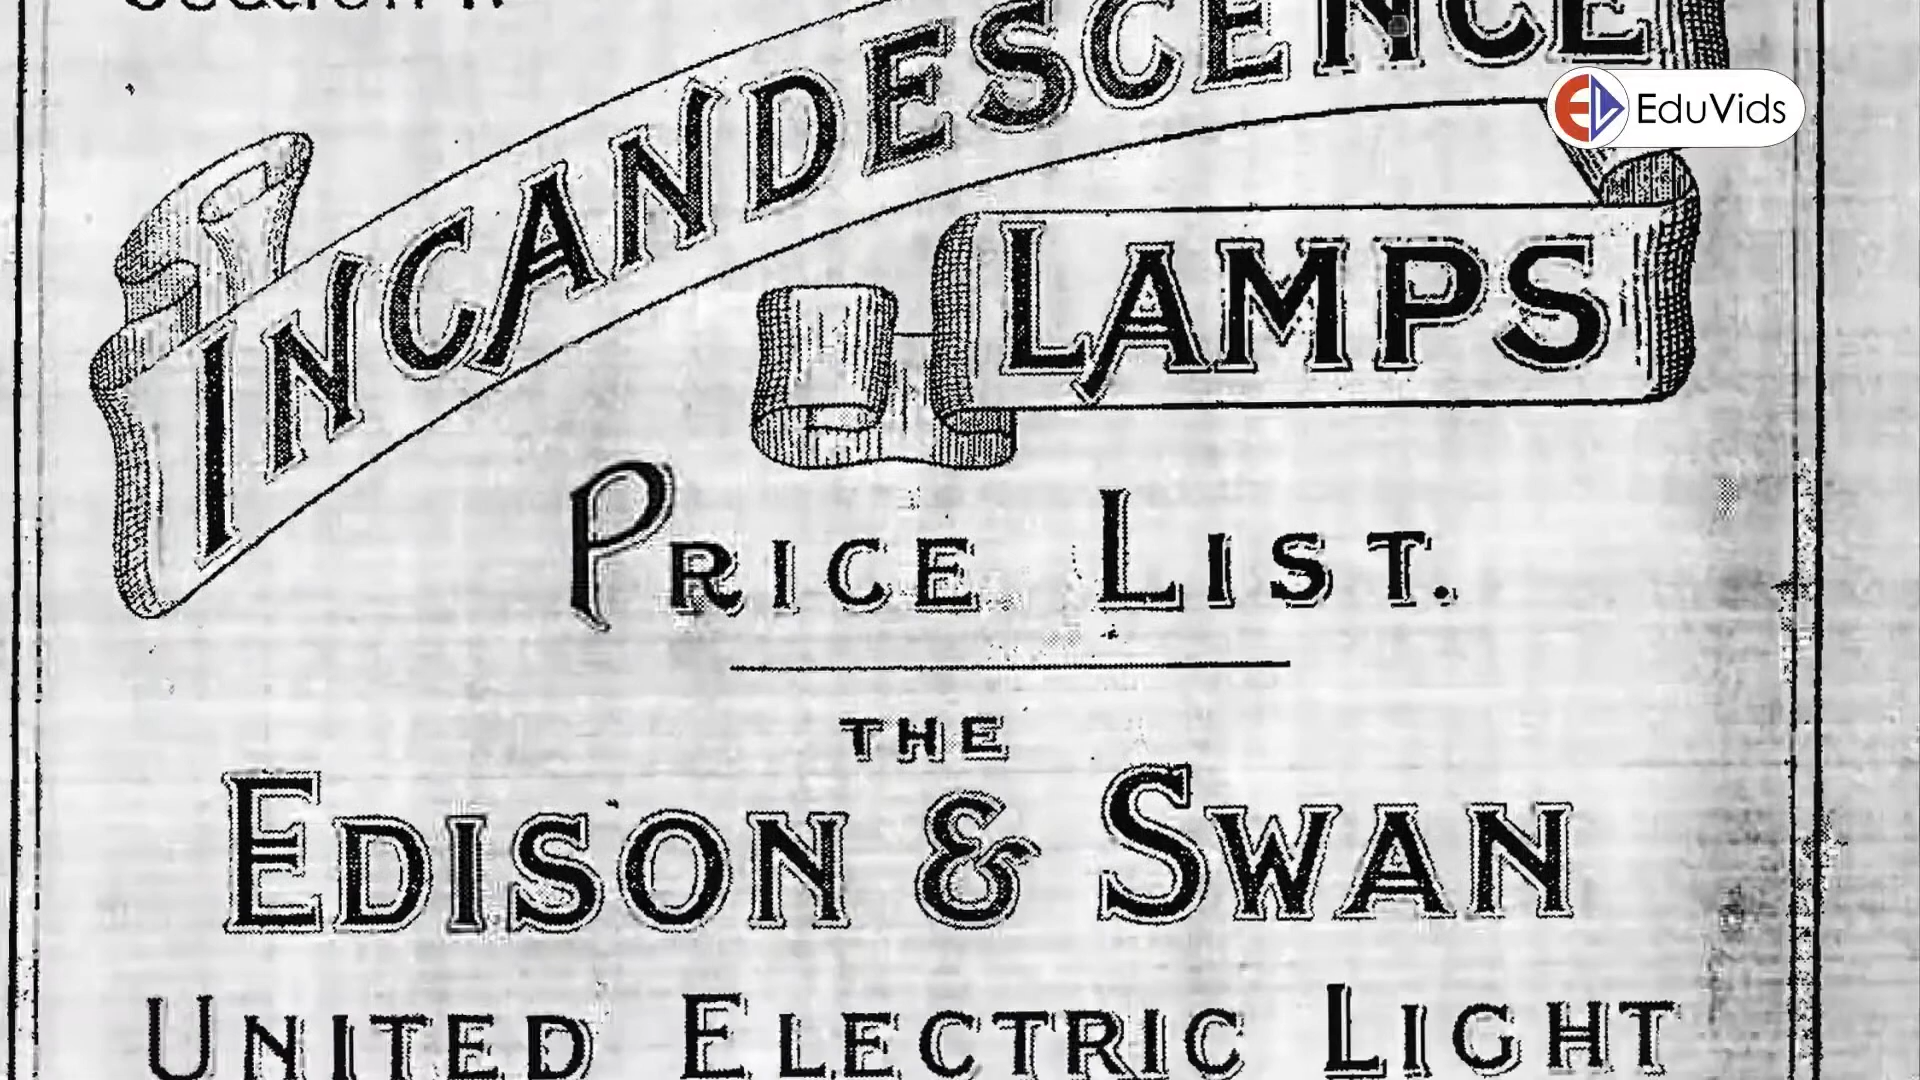 INCANDESCENCE
EduVids
LAMPS
PRICE LIST.
THE
EDISON & SWAN
UNITED ELECTRIC LIGHT